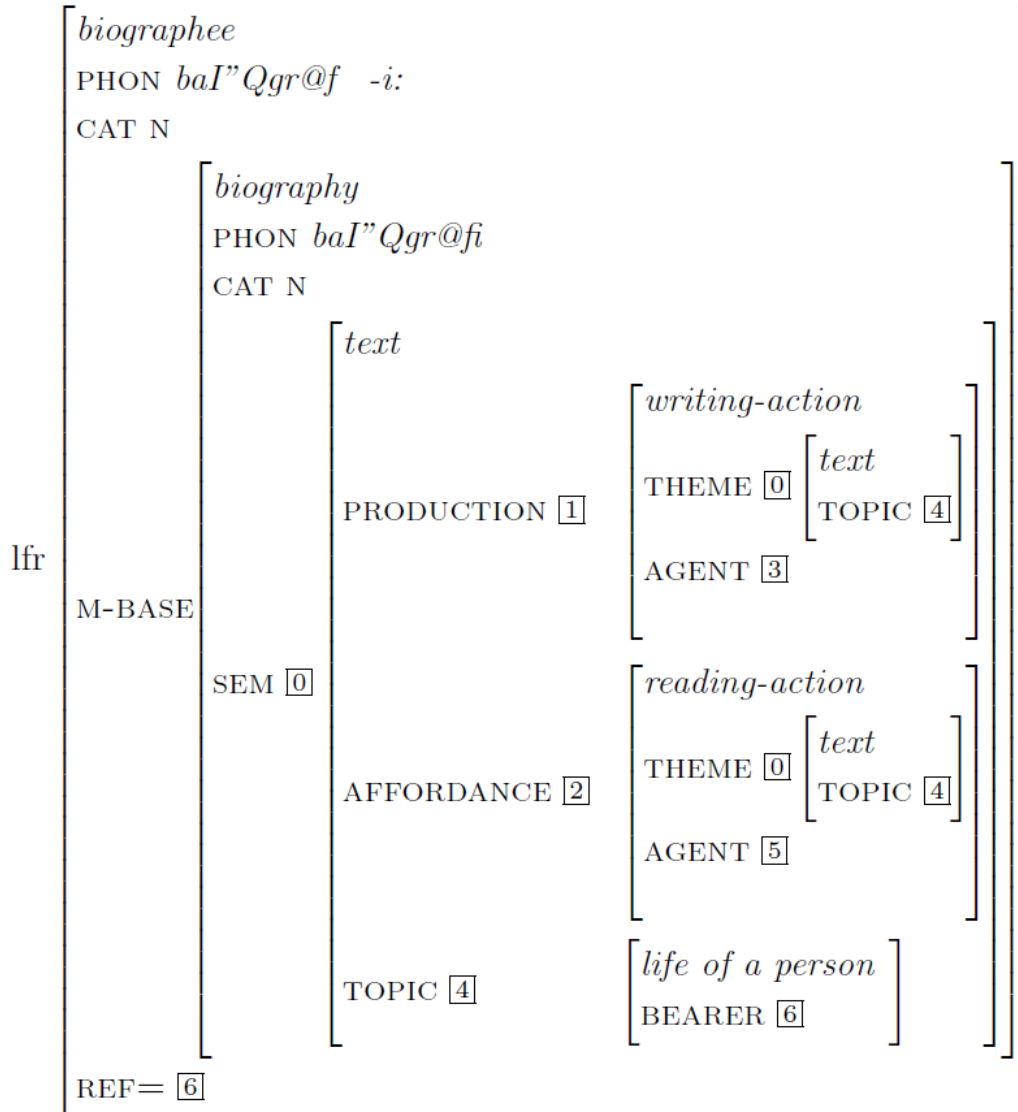 biographee
PHON baI”Qgr@f -i:
CAT N
biography
PHON baI”Qgr@fi
CAT N
text
writing-action
THEME 0 text
TOPIC 4
PRODUCTION 1
AGENT 3
lfr
M-BASE
SEM 0
reading-action
THEME 0 text
TOPIC 4
AFFORDANCE 2
AGENT 5
life of a person
TOPIC 4
BEARER 6
REF= 6